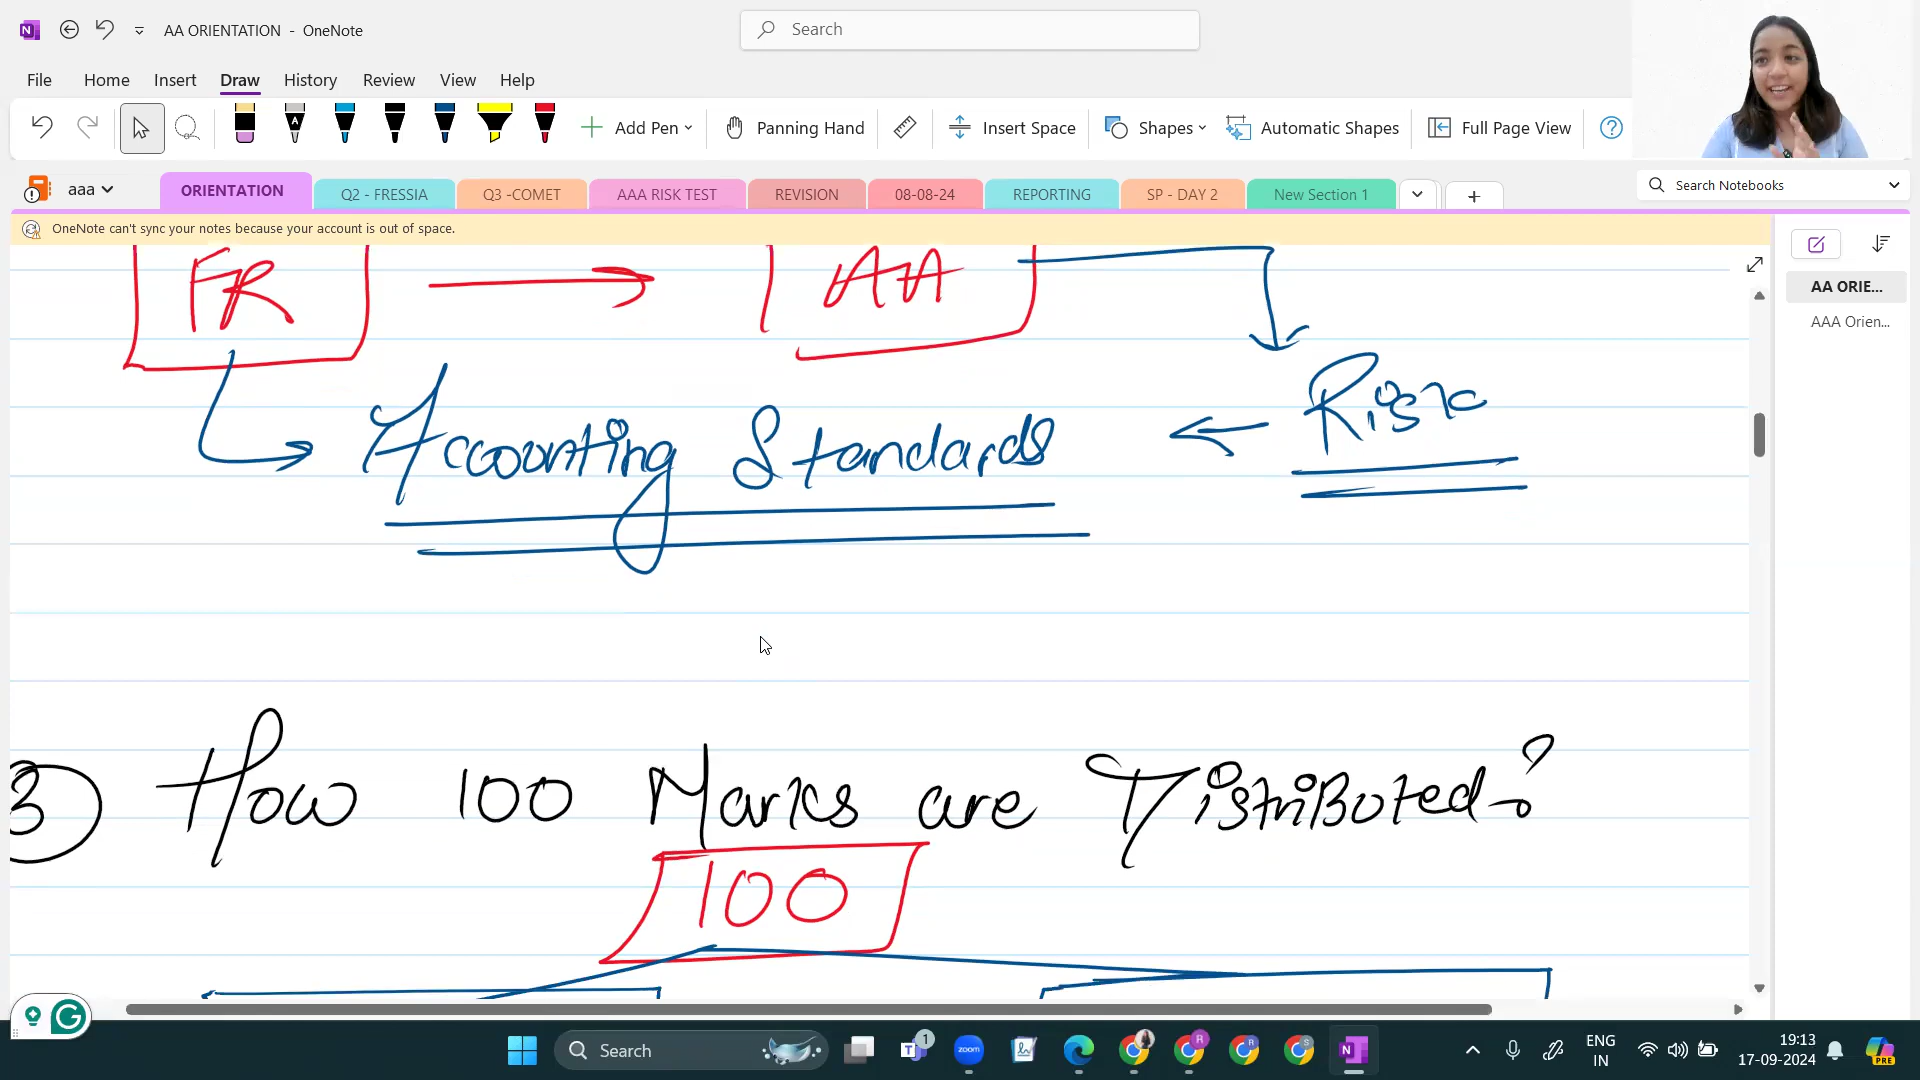 AA ORIENTATION - OneNote
Search
File Home Insert Draw History Review View Help
Add Pen Panning Hand Insert Space Shapes Automatic Shapes Full Page View
aaa ORIENTATION Q2 - FRESSIA Q3 -COMET AAA RISK TEST REVISION 08-08-24 REPORTING SP - DAY 2 New Section 1 Search Notebooks
OneNote can't sync your notes because your account is out of space.
AA ORIE...
AAA Orien...
FR AA
Risk
Accounting Standards
3 How 100 Marks are Distributed?
100
Search zoom ENG 19:13
IN 17-09-2024